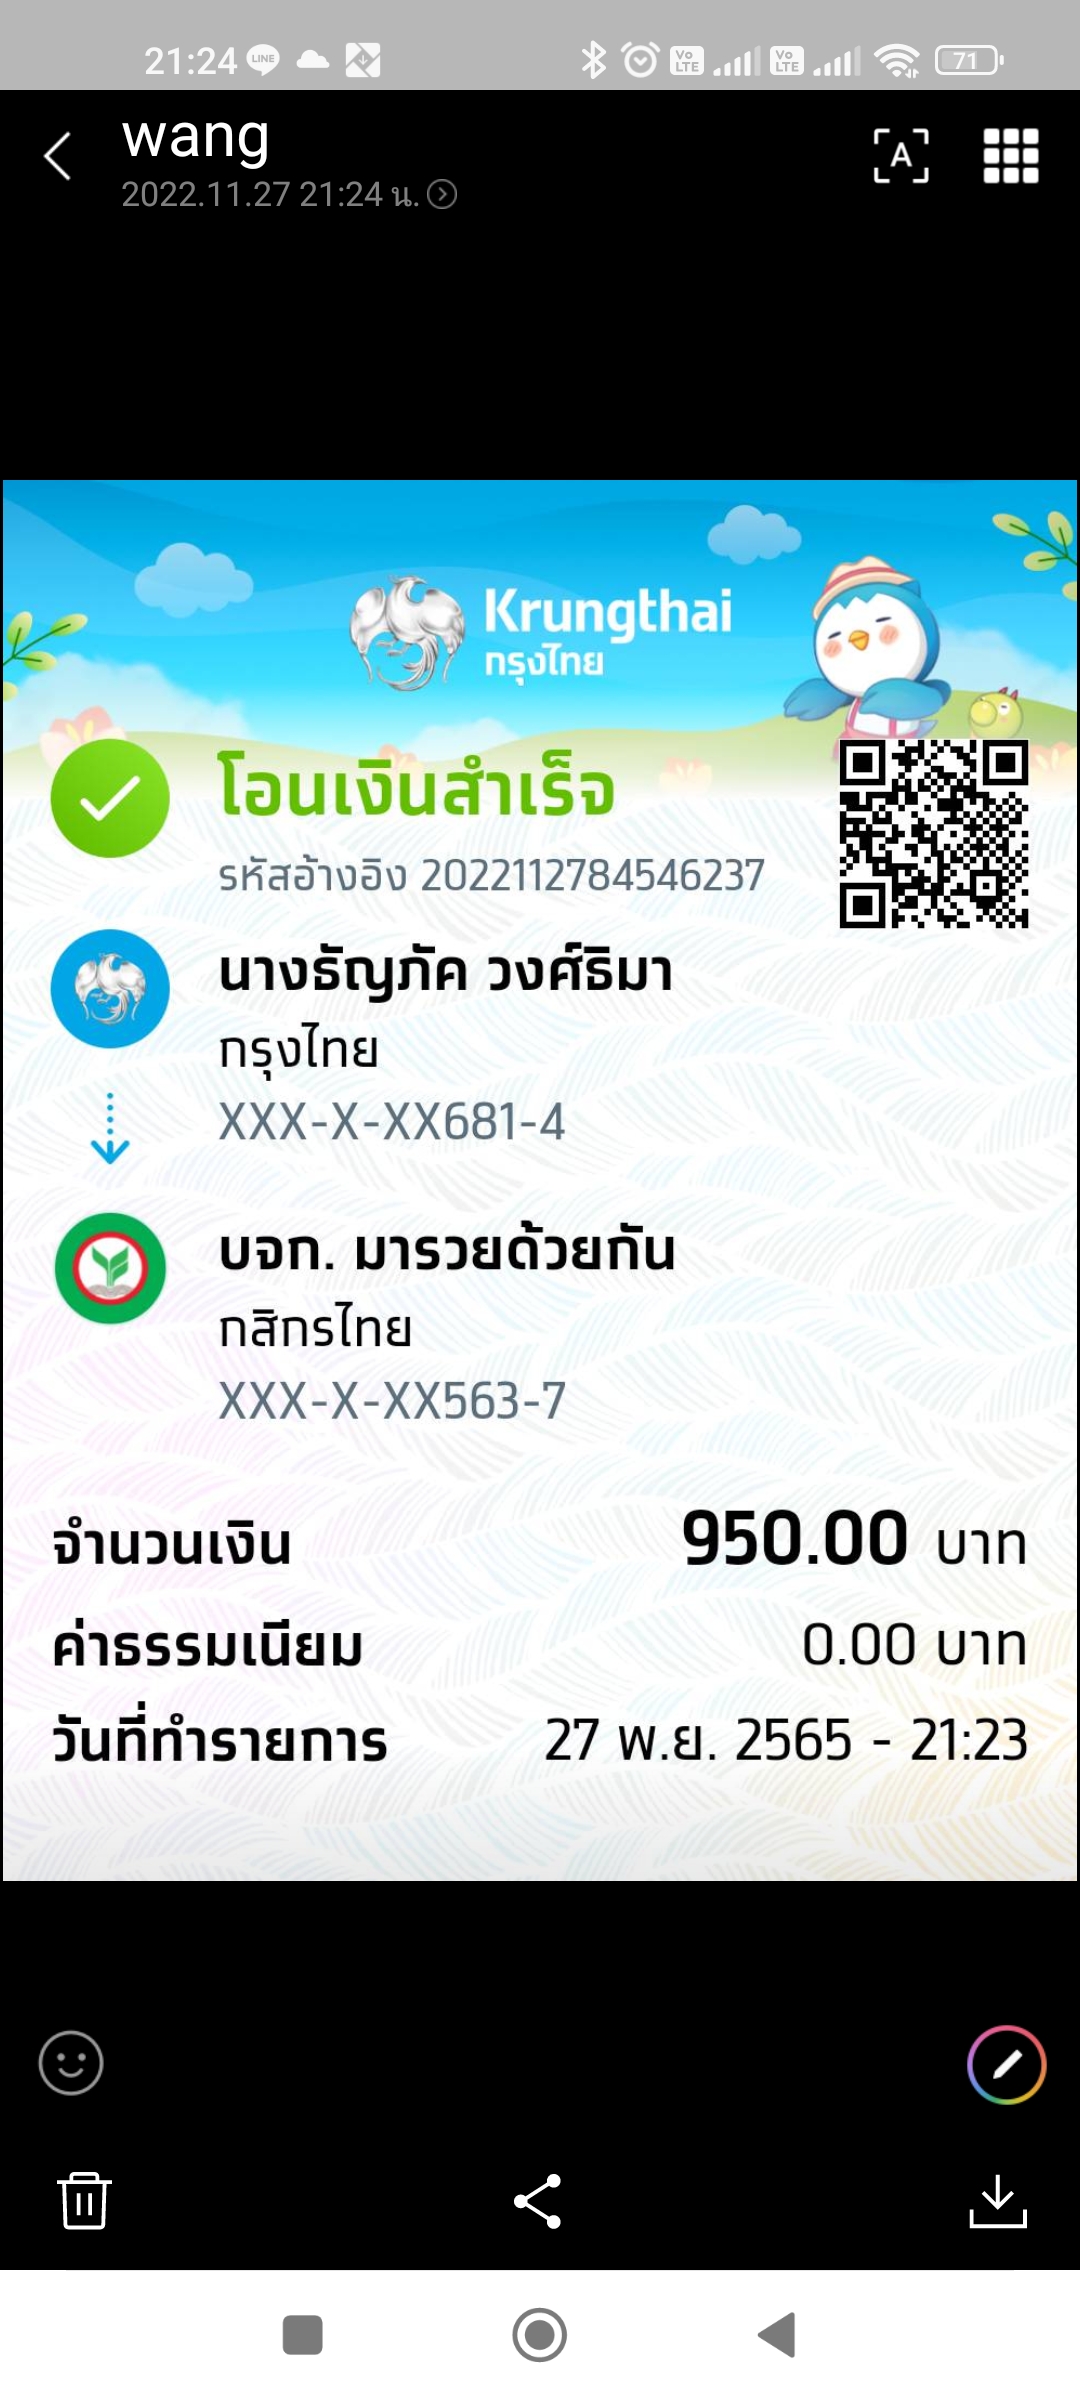 21:24
LINE
Vo LTE
Vo LTE
71
wang
2022.11.27 21:24 น.
A
Krungthai
กรุงไทย
โอนเงินสำเร็จ
รหัสอ้างอิง 2022112784546237
นางธัญภัค วงศ์ธิมา
กรุงไทย
XXX-X-XX681-4
บจก. มารวยด้วยกัน
กสิกรไทย
XXX-X-XX563-7
จำนวนเงิน 950.00 บาท
ค่าธรรมเนียม 0.00 บาท
วันที่ทำรายการ 27 พ.ย. 2565 - 21:23